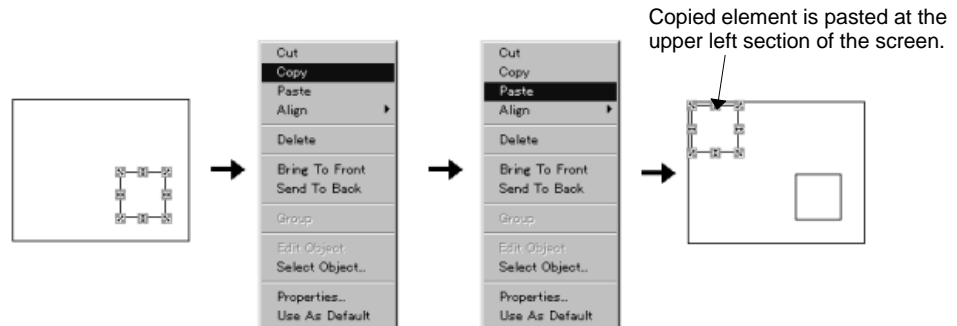 Copied element is pasted at the
upper left section of the screen.
Cut
Copy
Paste
Align
Delete
Bring To Front
Send To Back
Group
Edit Object
Select Object..
Properties..
Use As Default
Cut
Copy
Paste
Align
Delete
Bring To Front
Send To Back
Group
Edit Object
Select Object..
Properties..
Use As Default